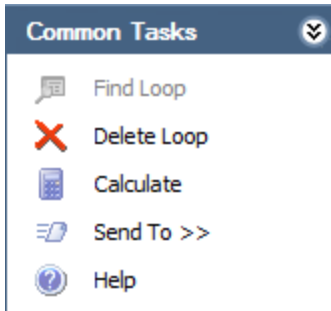 Common Tasks
Find Loop
Delete Loop
Calculate
Send To >>
Help